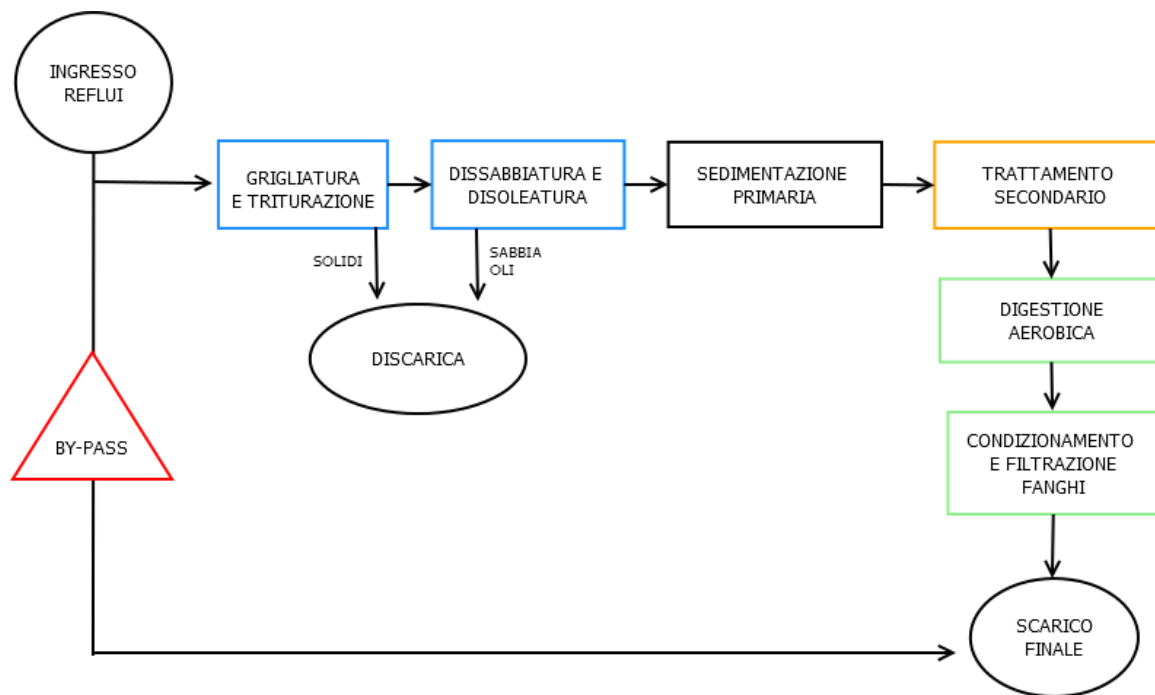 INGRESSO
REFLUI
GRIGLIATURA
E TRITURAZIONE
DISSABBIATURA E
DISOLEATURA
SEDIMENTAZIONE
PRIMARIA
TRATTAMENTO
SECONDARIO
SOLIDI
SABBIA
OLI
DISCARICA
DIGESTIONE
AEROBICA
BY-PASS
CONDIZIONAMENTO
E FILTRAZIONE
FANGHI
SCARICO
FINALE